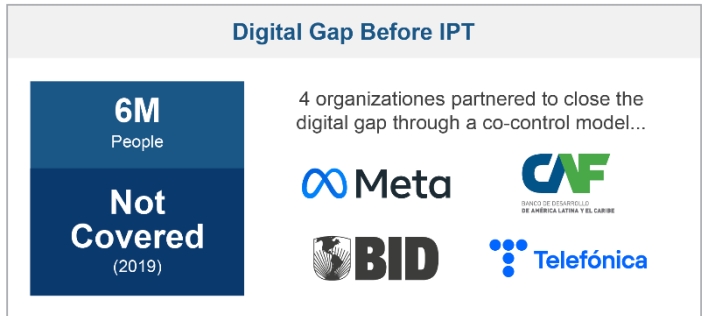 Digital Gap Before IPT
6M
People
Not
Covered
(2019)
4 organizationes partnered to close the
digital gap through a co-control model...
Meta
CAF
BANCO DE DESARROLLO
DE AMÉRICA LATINA Y EL CARIBE
BID
Telefónica